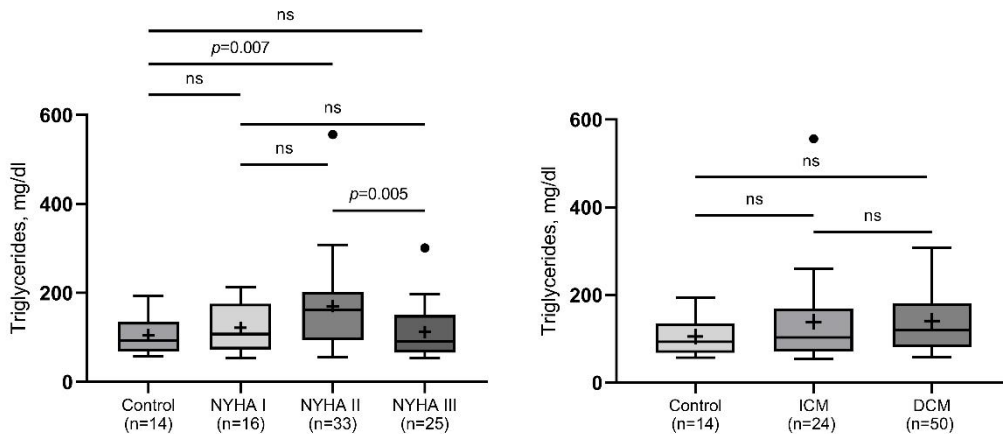 ns
p=0.007
ns
ns
ns
p=0.005
Triglycerides, mg/dl
600
400
200
0
Control
(n=14)
NYHA I
(n=16)
NYHA II
(n=33)
NYHA III
(n=25)
ns
ns
ns
Triglycerides, mg/dl
600
400
200
0
Control
(n=14)
ICM
(n=24)
DCM
(n=50)